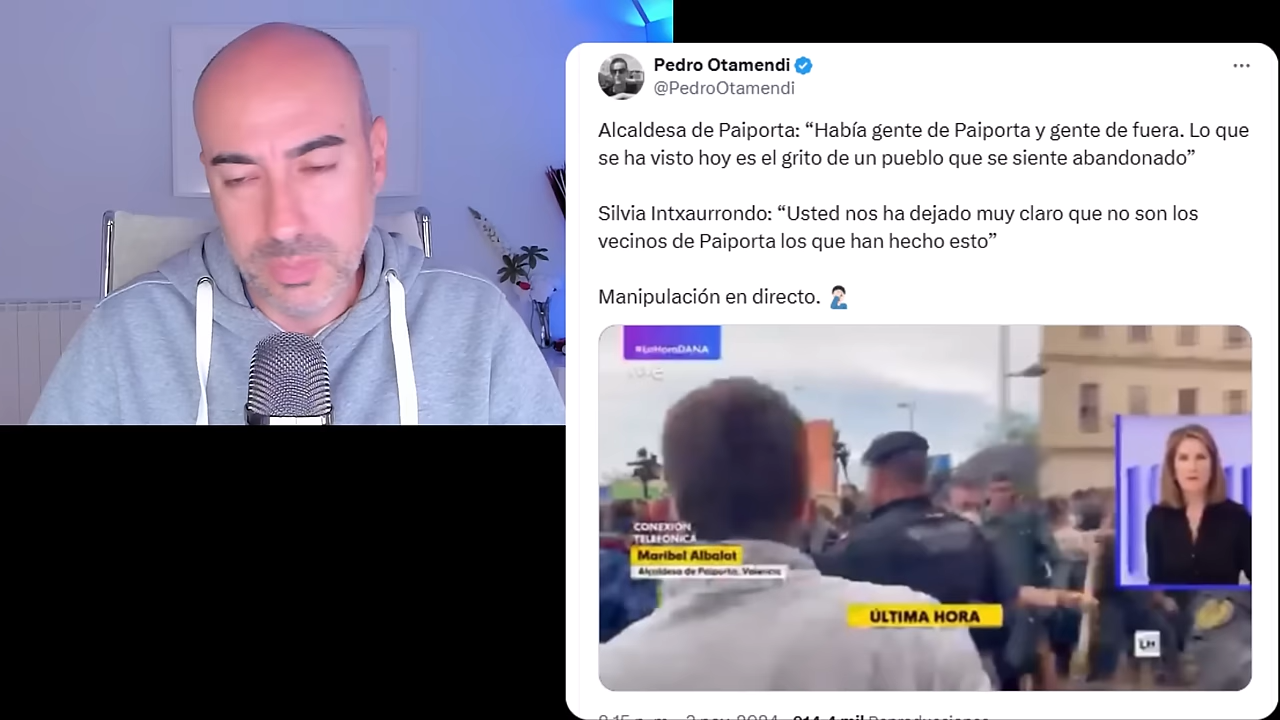 Pedro Otamendi
@PedroOtamendi
Alcaldesa de Paiporta: “Había gente de Paiporta y gente de fuera. Lo que
se ha visto hoy es el grito de un pueblo que se siente abandonado”
Silvia Intxaurrondo: “Usted nos ha dejado muy claro que no son los
vecinos de Paiporta los que han hecho esto”
Manipulación en directo.
#LaHoraDANA
CONEXIÓN
TELEFÓNICA
Maribel Albalat
Alcaldesa de Paiporta, Valencia
ÚLTIMA HORA
LH